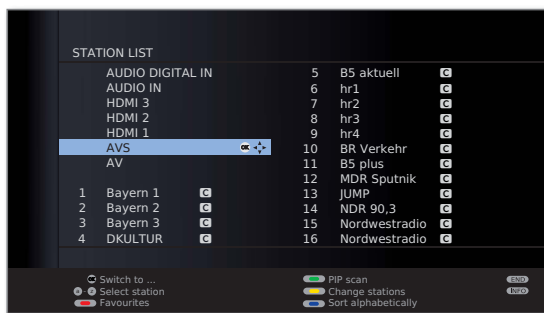 STATION LIST
AUDIO DIGITAL IN
AUDIO IN
HDMI 3
HDMI 2
HDMI 1
AVS OK
AV
1 Bayern 1 C
2 Bayern 2 C
3 Bayern 3 C
4 DKULTUR C
5 B5 aktuell C
6 hr1 C
7 hr2 C
8 hr3 C
9 hr4 C
10 BR Verkehr C
11 B5 plus C
12 MDR Sputnik C
13 JUMP C
14 NDR 90,3 C
15 Nordwestradio C
16 Nordwestradio C
OK Switch to ...
Select station
Favourites
PIP scan
Change stations
Sort alphabetically
END
INFO